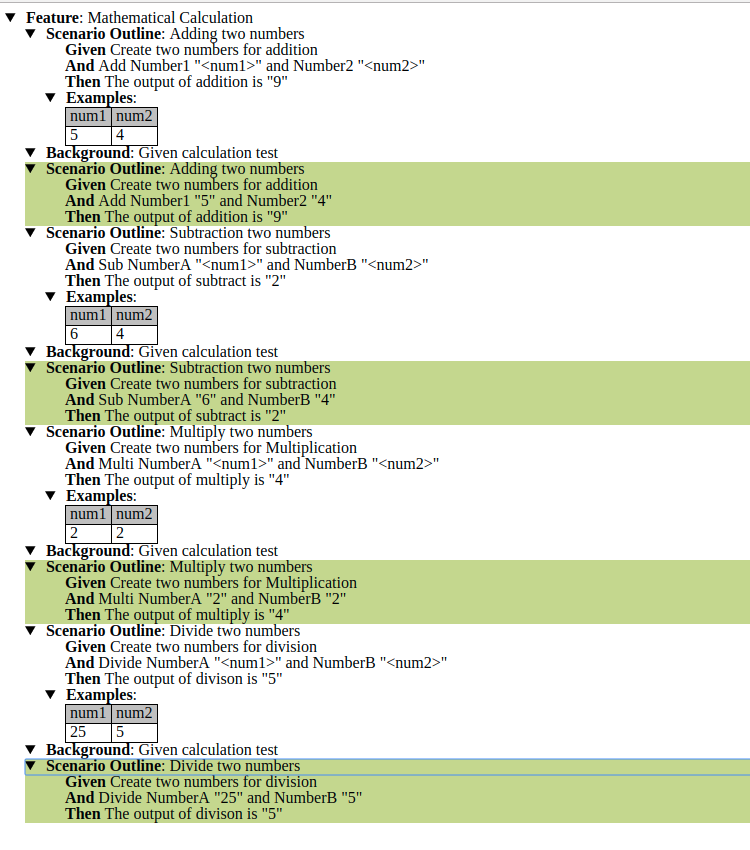 Feature: Mathematical Calculation
Scenario Outline: Adding two numbers
Given Create two numbers for addition
And Add Number1 "<num1>" and Number2 "<num2>"
Then The output of addition is "9"
Examples:
num1 num2
5 4
Background: Given calculation test
Scenario Outline: Adding two numbers
Given Create two numbers for addition
And Add Number1 "5" and Number2 "4"
Then The output of addition is "9"
Scenario Outline: Subtraction two numbers
Given Create two numbers for subtraction
And Sub NumberA "<num1>" and NumberB "<num2>"
Then The output of subtract is "2"
Examples:
num1 num2
6 4
Background: Given calculation test
Scenario Outline: Subtraction two numbers
Given Create two numbers for subtraction
And Sub NumberA "6" and NumberB "4"
Then The output of subtract is "2"
Scenario Outline: Multiply two numbers
Given Create two numbers for Multiplication
And Multi NumberA "<num1>" and NumberB "<num2>"
Then The output of multiply is "4"
Examples:
num1 num2
2 2
Background: Given calculation test
Scenario Outline: Multiply two numbers
Given Create two numbers for Multiplication
And Multi NumberA "2" and NumberB "2"
Then The output of multiply is "4"
Scenario Outline: Divide two numbers
Given Create two numbers for division
And Divide NumberA "<num1>" and NumberB "<num2>"
Then The output of divison is "5"
Examples:
num1 num2
25 5
Background: Given calculation test
Scenario Outline: Divide two numbers
Given Create two numbers for division
And Divide NumberA "25" and NumberB "5"
Then The output of divison is "5"